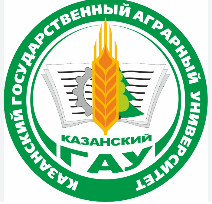 КАЗАНСКИЙ ГОСУДАРСТВЕННЫЙ АГРАРНЫЙ УНИВЕРСИТЕТ
КАЗАНСКИЙ
ГАУ